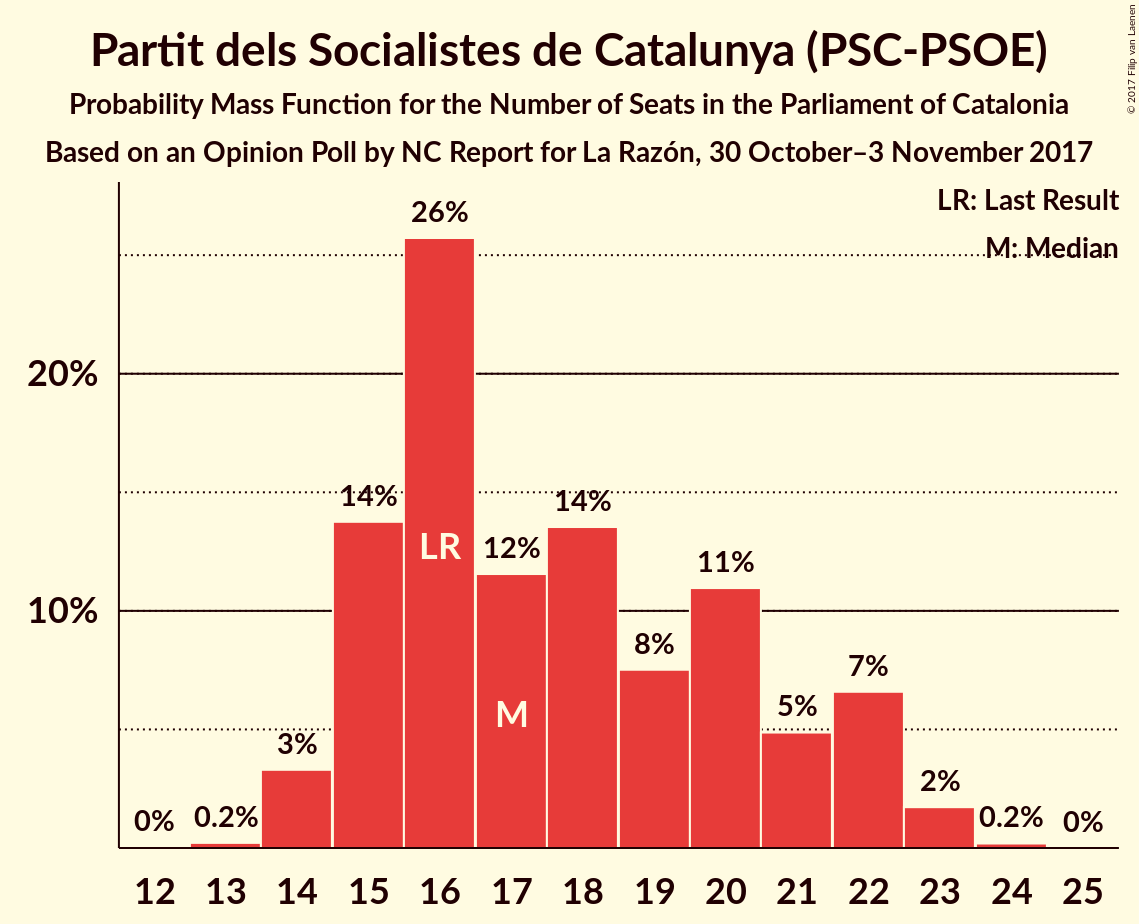 Partit dels Socialistes de Catalunya (PSC-PSOE)
Probability Mass Function for the Number of Seats in the Parliament of Catalonia
Based on an Opinion Poll by NC Report for La Razón, 30 October–3 November 2017
© 2017 Filip van Laenen
LR: Last Result
M: Median
20%
10%
0%
0.2%
3%
14%
26%
12%
14%
8%
11%
5%
7%
2%
0.2%
0%
LR
M
12 13 14 15 16 17 18 19 20 21 22 23 24 25